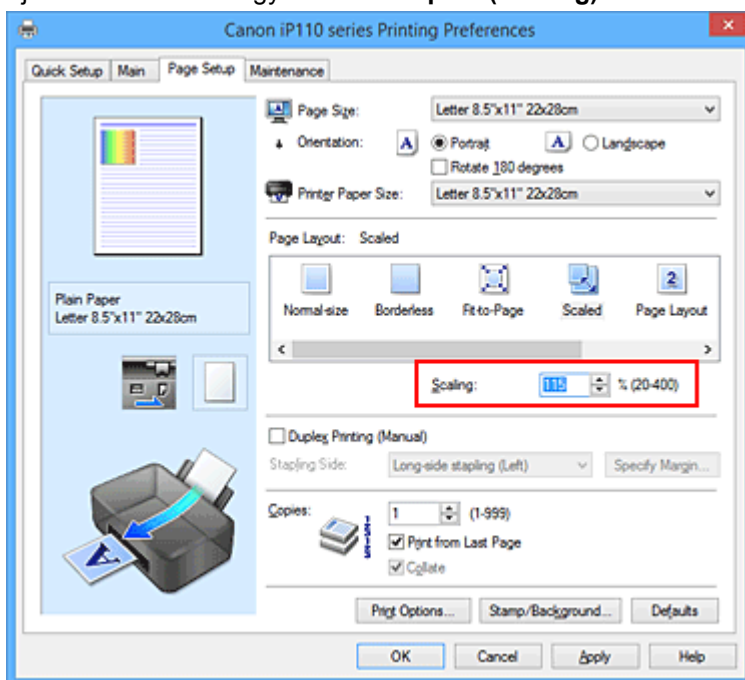 Canon iP110 series Printing Preferences
Quick Setup Main Page Setup Maintenance
Page Size: Letter 8.5"x11" 22x28cm
Orientation: A Portrait A Landscape
Rotate 180 degrees
Printer Paper Size: Letter 8.5"x11" 22x28cm
Page Layout: Scaled
Normal-size Borderless Fit-to-Page Scaled 2 Page Layout
Plain Paper
Letter 8.5"x11" 22x28cm
Scaling: 115 % (20-400)
Duplex Printing (Manual)
Stapling Side: Long-side stapling (Left) Specify Margin...
Copies: 1 (1-999)
Print from Last Page
Collate
A
Print Options... Stamp/Background... Defaults
OK Cancel Apply Help